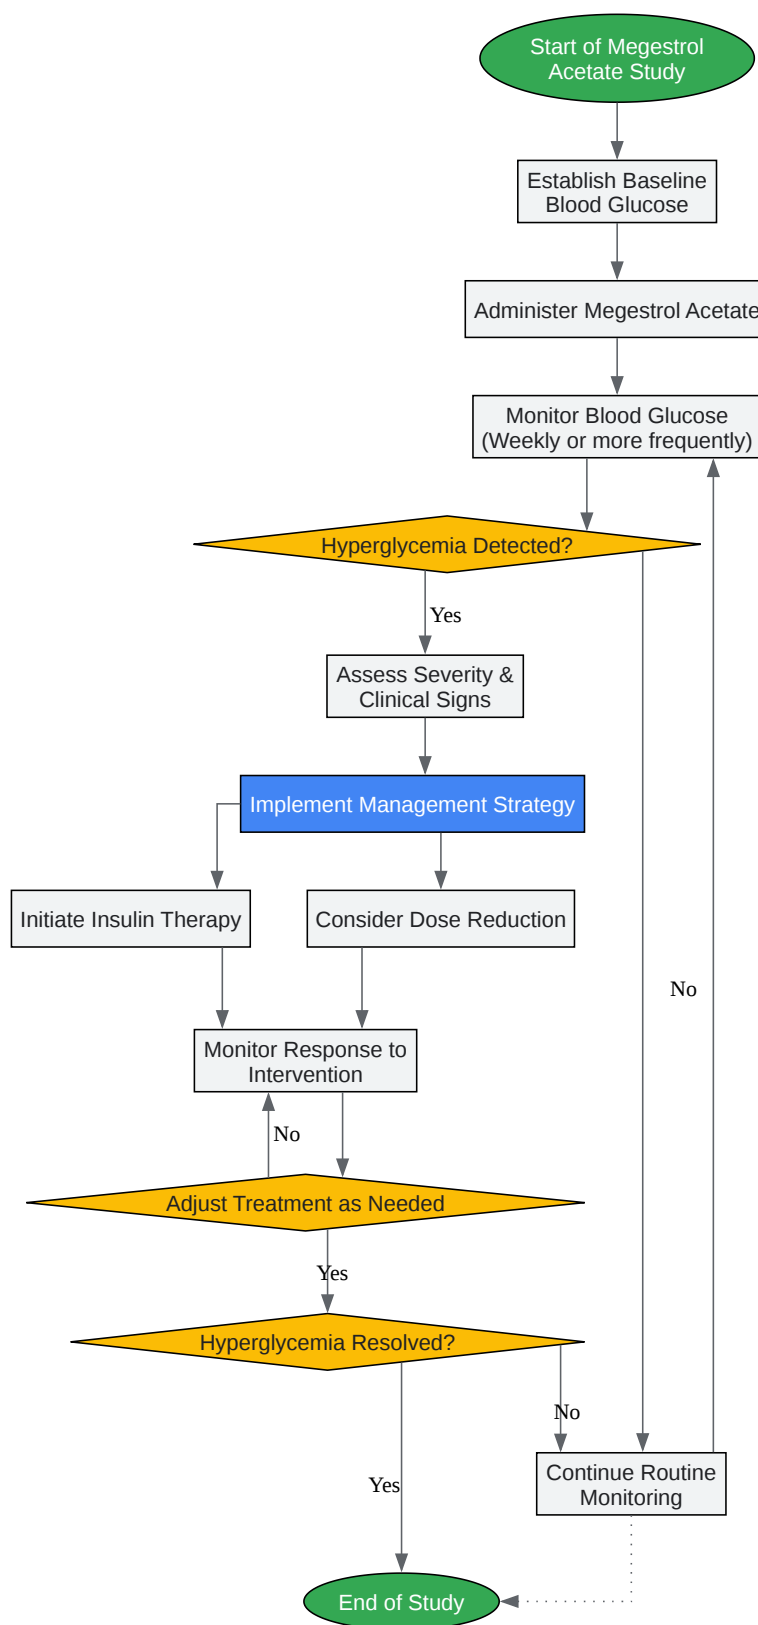 Start of Megestrol
Acetate Study
Establish Baseline
Blood Glucose
Administer Megestrol Acetate
Monitor Blood Glucose
(Weekly or more frequently)
Hyperglycemia Detected?
Yes
Assess Severity &
Clinical Signs
Implement Management Strategy
Initiate Insulin Therapy
Consider Dose Reduction
No
Monitor Response to
Intervention
No
Adjust Treatment as Needed
Yes
Hyperglycemia Resolved?
No
Yes
Continue Routine
Monitoring
End of Study